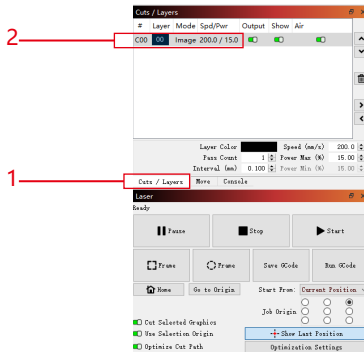 Cuts / Layers
# Layer Mode Spd/Pwr Output Show Air
2
C00 00 Image 200.0 / 15.0
Layer Color Speed (mm/s) 200.0
Pass Count 1 Power Max (%) 15.00
Interval (mm) 0.100 Power Min (%) 15.00
1
Cuts / Layers Move Console
Laser
Ready
Pause Stop Start
Frame Frame Save GCode Run GCode
Home Go to Origin Start From: Current Position
Job Origin
Cut Selected Graphics
Use Selection Origin Show Last Position
Optimize Cut Path Optimization Settings